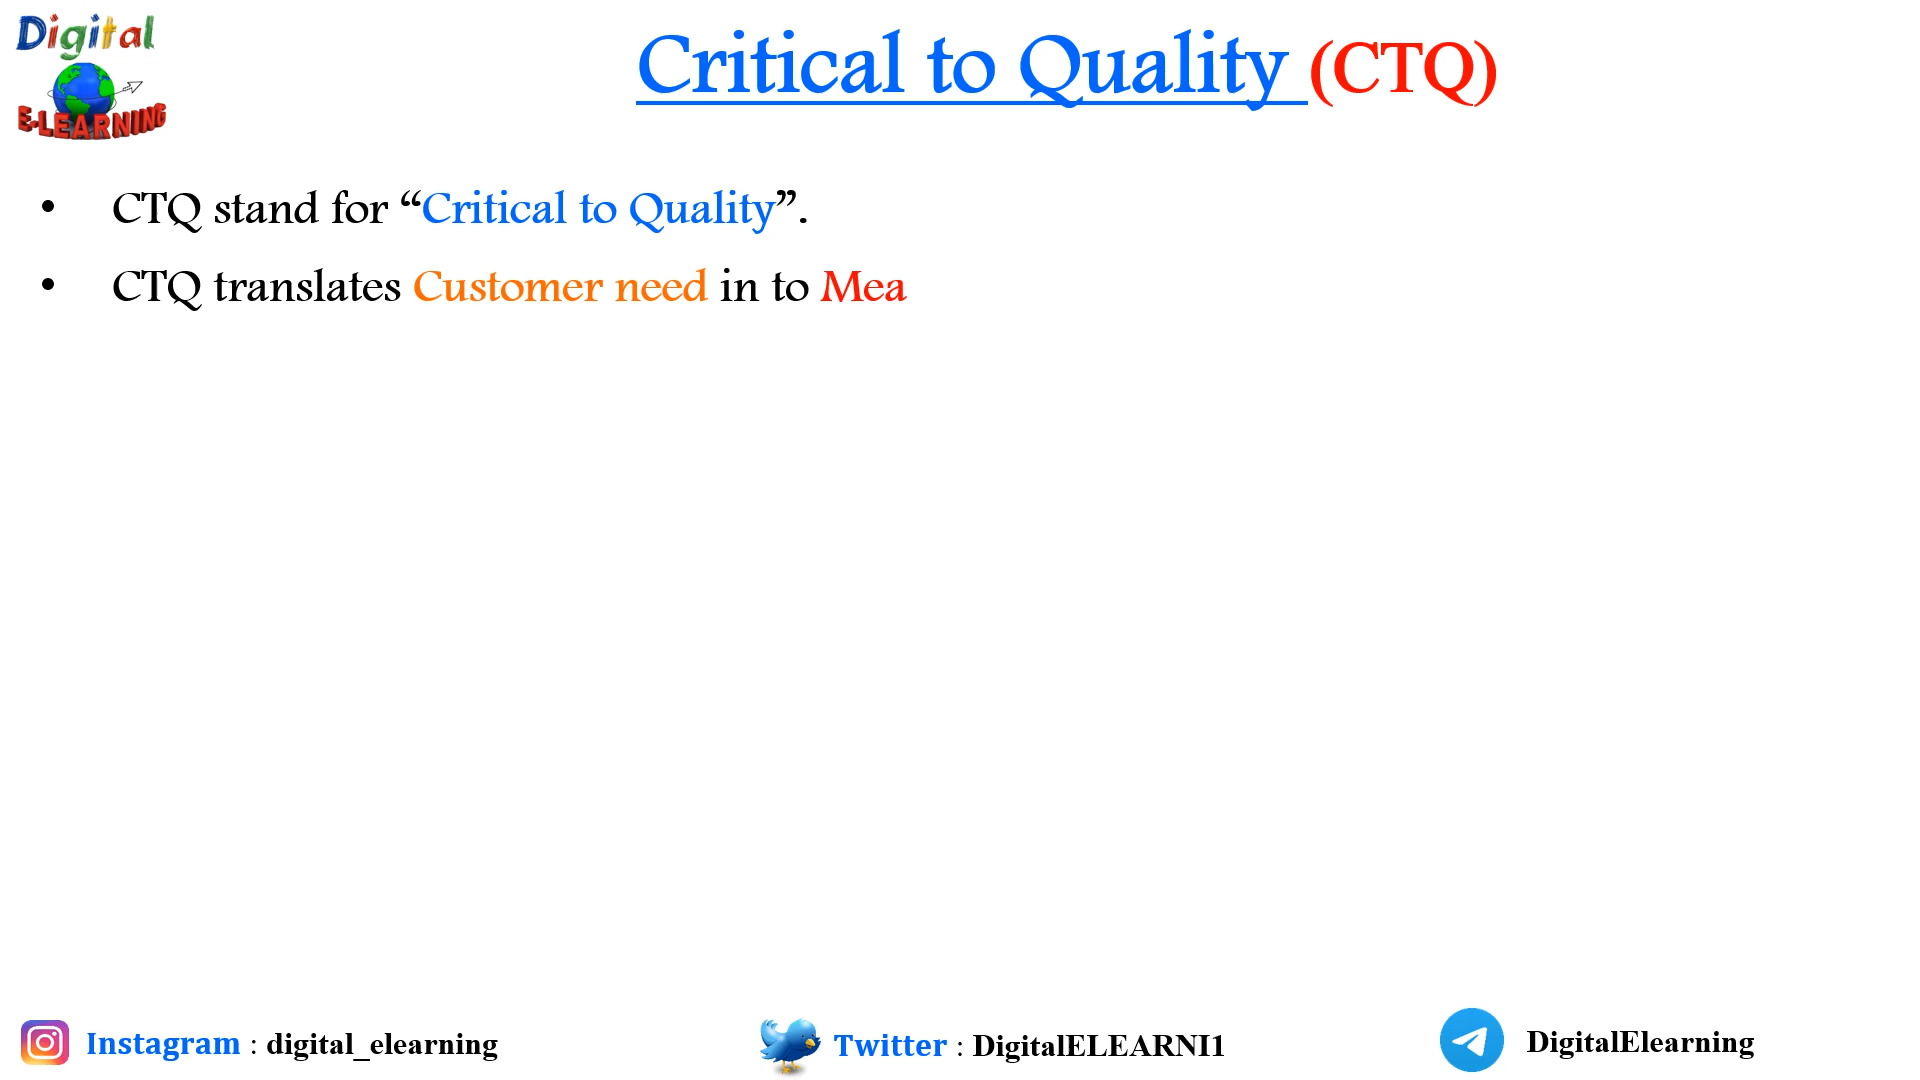 Digital
E-LEARNING
Critical to Quality (CTQ)
• CTQ stand for “Critical to Quality”.
• CTQ translates Customer need in to Mea
Instagram : digital_elearning
Twitter : DigitalELEARNI1
DigitalElearning